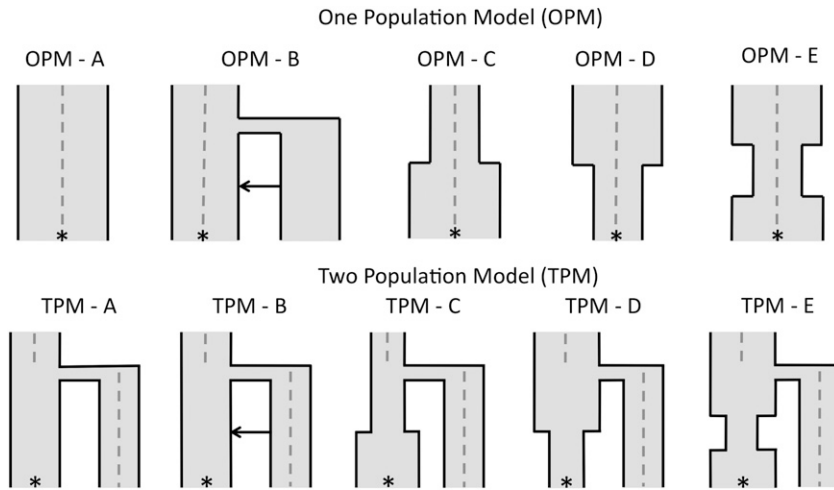 One Population Model (OPM)
OPM - A OPM - B OPM - C OPM - D OPM - E
* * * * *
Two Population Model (TPM)
TPM - A TPM - B TPM - C TPM - D TPM - E
* * * * *